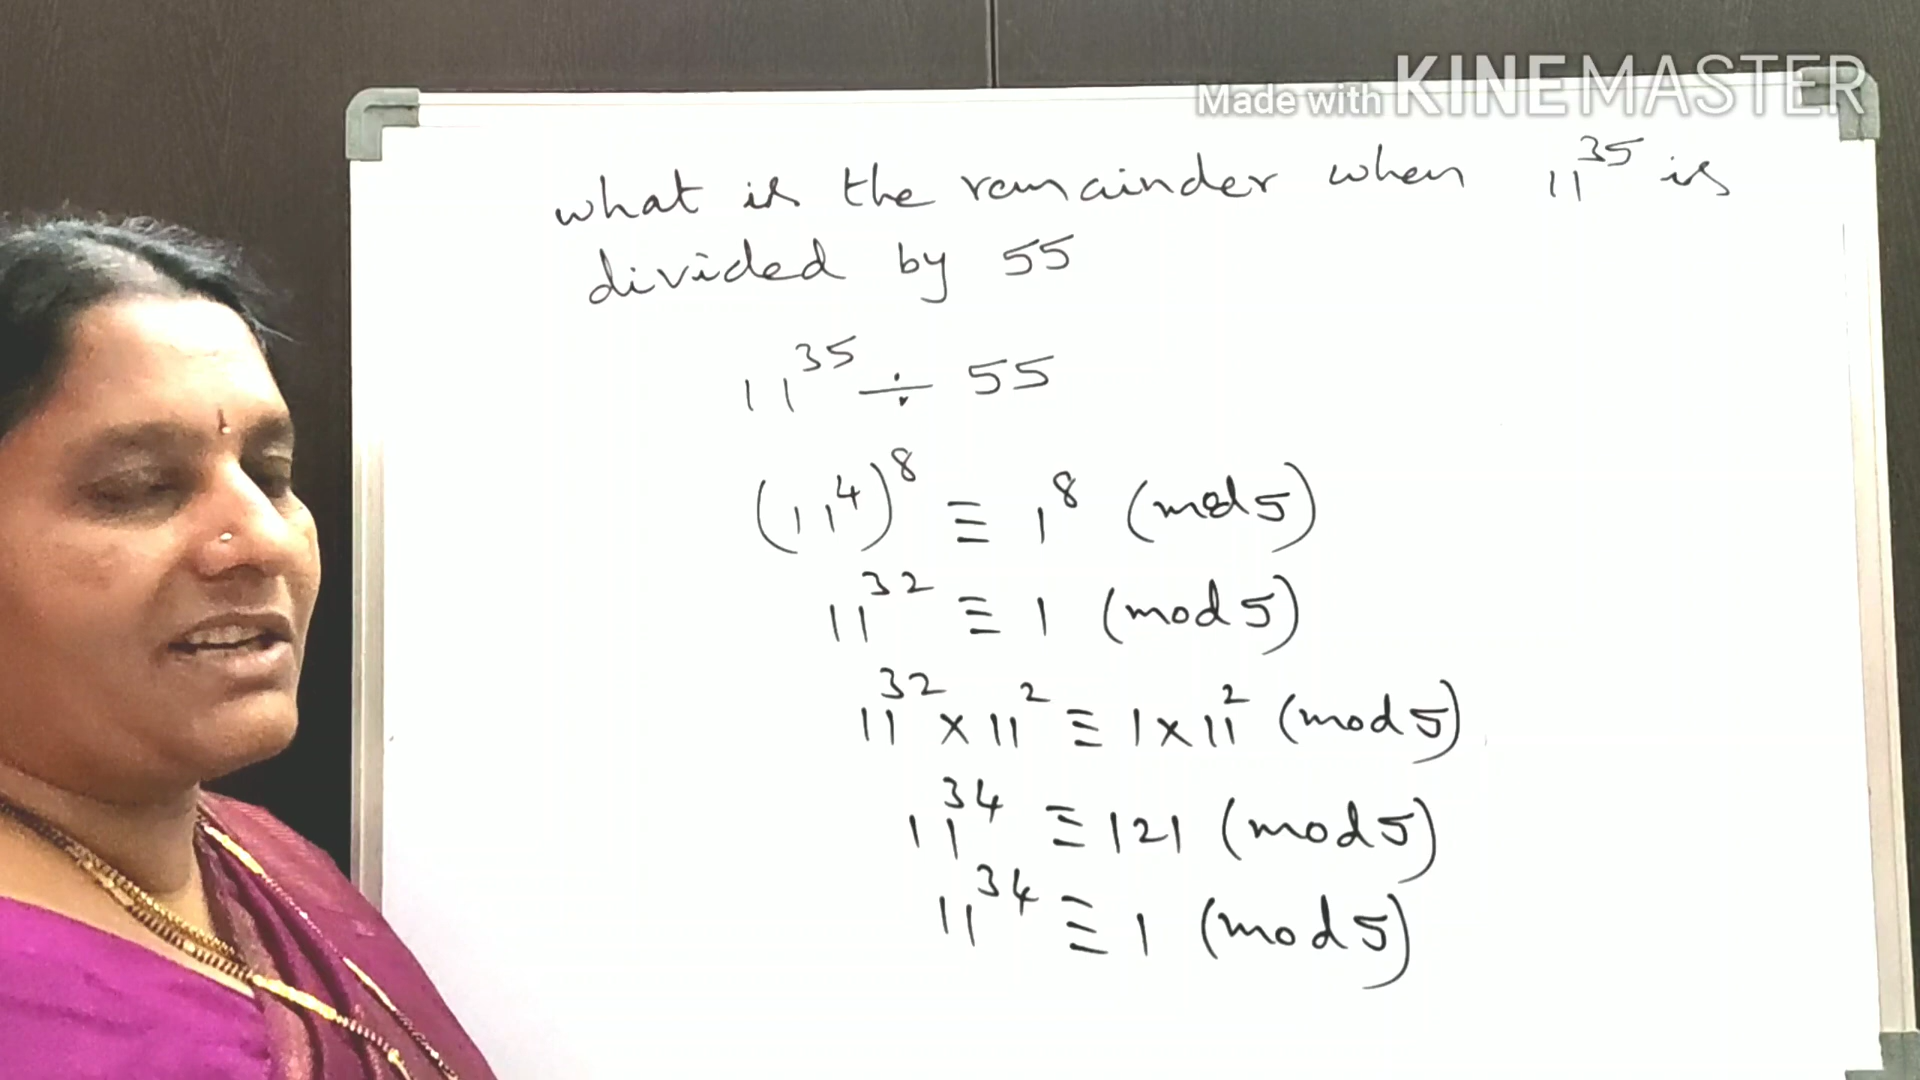 Made with KINEMASTER
what is the remainder when 11^35 is
divided by 55
11^35 ÷ 55
(11^4)^8 ≡ 1^8 (mod 5)
11^32 ≡ 1 (mod 5)
11^32 × 11^2 ≡ 1 × 11^2 (mod 5)
11^34 ≡ 121 (mod 5)
11^34 ≡ 1 (mod 5)